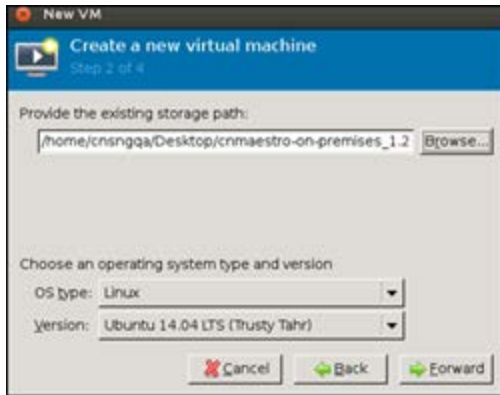 New VM
Create a new virtual machine
Step 2 of 4
Provide the existing storage path:
/home/cnsngqa/Desktop/cnmaestro-on-premises_1.2
Browse...
Choose an operating system type and version
OS type: Linux
Version: Ubuntu 14.04 LTS (Trusty Tahr)
Cancel Back Forward